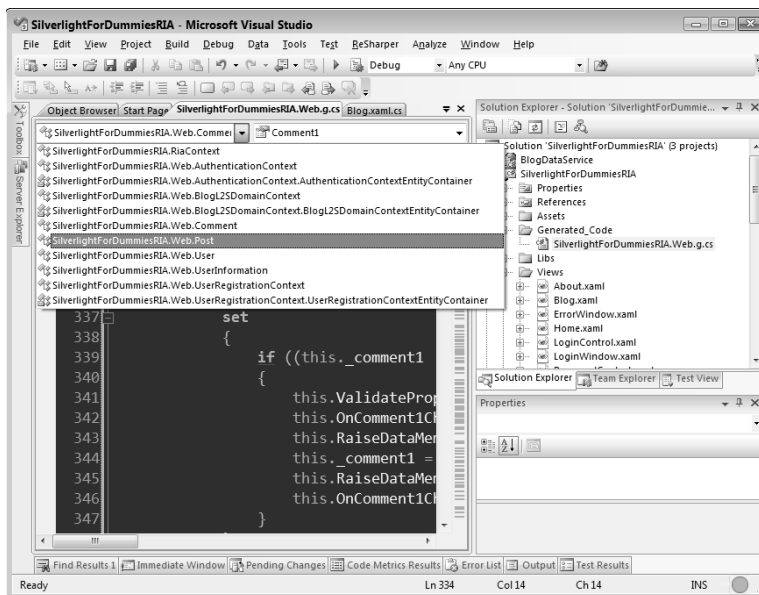 SilverlightForDummiesRIA - Microsoft Visual Studio
File Edit View Project Build Debug Data Tools Test ReSharper Analyze Window Help
Debug Any CPU
Object Browser Start Page SilverlightForDummiesRIA.Web.g.cs Blog.xaml.cs
SilverlightForDummiesRIA.Web.Commer Comment1
SilverlightForDummiesRIA.RiaContext
SilverlightForDummiesRIA.Web.AuthenticationContext
SilverlightForDummiesRIA.Web.AuthenticationContext.AuthenticationContextEntityContainer
SilverlightForDummiesRIA.Web.BlogL2SDomainContext
SilverlightForDummiesRIA.Web.BlogL2SDomainContext.BlogL2SDomainContextEntityContainer
SilverlightForDummiesRIA.Web.Comment
SilverlightForDummiesRIA.Web.Post
SilverlightForDummiesRIA.Web.User
SilverlightForDummiesRIA.Web.UserInformation
SilverlightForDummiesRIA.Web.UserRegistrationContext
SilverlightForDummiesRIA.Web.UserRegistrationContext.UserRegistrationContextEntityContainer
337 set
338 {
339 if ((this._comment1
340 {
341 this.ValidateProp
342 this.OnComment1Ch
343 this.RaiseDataMer
344 this._comment1 =
345 this.RaiseDataMer
346 this.OnComment1Ch
347 }
Toolbox
Server Explorer
Solution Explorer - Solution 'SilverlightForDummie...
Solution 'SilverlightForDummiesRIA' (3 projects)
BlogDataService
SilverlightForDummiesRIA
Properties
References
Assets
Generated_Code
SilverlightForDummiesRIA.Web.g.cs
Libs
Views
About.xaml
Blog.xaml
ErrorWindow.xaml
Home.xaml
LoginControl.xaml
LoginWindow.xaml
Solution Explorer Team Explorer Test View
Properties
Find Results 1 Immediate Window Pending Changes Code Metrics Results Error List Output Test Results
Ready Ln 334 Col 14 Ch 14 INS